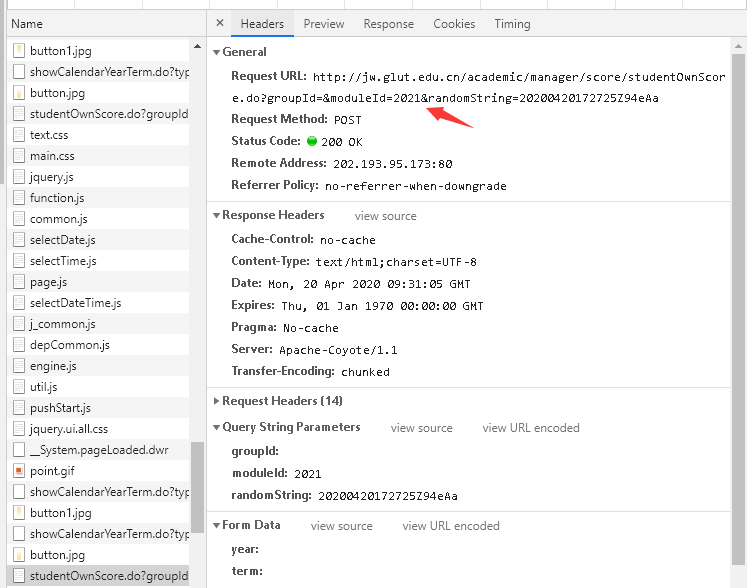 Name
× Headers Preview Response Cookies Timing
button1.jpg
showCalendarYearTerm.do?typ
button.jpg
studentOwnScore.do?groupId
text.css
main.css
jquery.js
function.js
common.js
selectDate.js
selectTime.js
page.js
selectDateTime.js
j_common.js
depCommon.js
engine.js
util.js
pushStart.js
jquery.ui.all.css
__System.pageLoaded.dwr
point.gif
showCalendarYearTerm.do?typ
button1.jpg
showCalendarYearTerm.do?typ
button.jpg
studentOwnScore.do?groupId
General
Request URL: http://jw.glut.edu.cn/academic/manager/score/studentOwnScor
e.do?groupId=&moduleId=2021&randomString=20200420172725Z94eAa
Request Method: POST
Status Code: 200 OK
Remote Address: 202.193.95.173:80
Referrer Policy: no-referrer-when-downgrade
Response Headers view source
Cache-Control: no-cache
Content-Type: text/html;charset=UTF-8
Date: Mon, 20 Apr 2020 09:31:05 GMT
Expires: Thu, 01 Jan 1970 00:00:00 GMT
Pragma: No-cache
Server: Apache-Coyote/1.1
Transfer-Encoding: chunked
Request Headers (14)
Query String Parameters view source view URL encoded
groupId:
moduleId: 2021
randomString: 20200420172725Z94eAa
Form Data view source view URL encoded
year:
term: